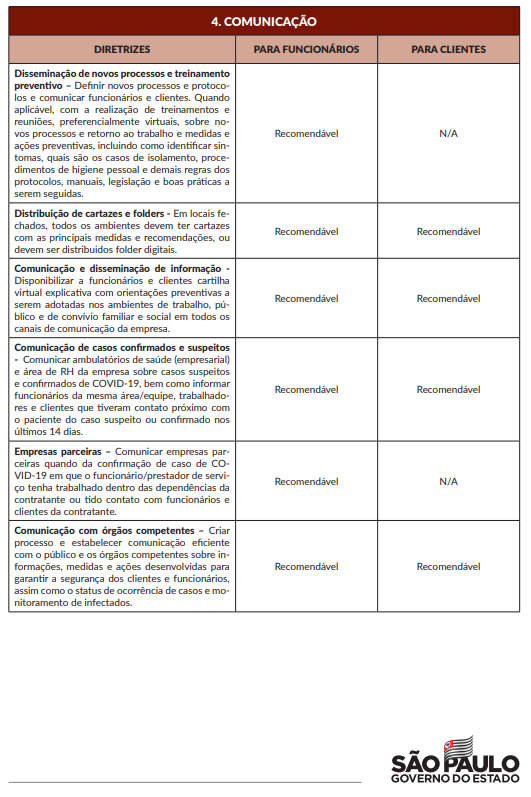 4. COMUNICAÇÃO
DIRETRIZES
PARA FUNCIONÁRIOS
PARA CLIENTES
Disseminação de novos processos e treinamento
preventivo – Definir novos processos e protoco-
los e comunicar funcionários e clientes. Quando
aplicável, com a realização de treinamentos e
reuniões, preferencialmente virtuais, sobre no-
vos processos e retorno ao trabalho e medidas e
ações preventivas, incluindo como identificar sin-
tomas, quais são os casos de isolamento, proce-
dimentos de higiene pessoal e demais regras dos
protocolos, manuais, legislação e boas práticas a
serem seguidas.
Recomendável
N/A
Distribuição de cartazes e folders - Em locais fe-
chados, todos os ambientes devem ter cartazes
com as principais medidas e recomendações, ou
devem ser distribuidos folder digitais.
Recomendável
Recomendável
Comunicação e disseminação de informação -
Disponibilizar a funcionários e clientes cartilha
virtual explicativa com orientações preventivas a
serem adotadas nos ambientes de trabalho, pú-
blico e de convívio familiar e social em todos os
canais de comunicação da empresa.
Recomendável
Recomendável
Comunicação de casos confirmados e suspeitos
- Comunicar ambulatórios de saúde (empresarial)
e área de RH da empresa sobre casos suspeitos
e confirmados de COVID-19, bem como informar
funcionários da mesma área/equipe, trabalhado-
res e clientes que tiveram contato próximo com
o paciente do caso suspeito ou confirmado nos
últimos 14 dias.
Recomendável
Recomendável
Empresas parceiras – Comunicar empresas par-
ceiras quando da confirmação de caso de CO-
VID-19 em que o funcionário/prestador de servi-
ço tenha trabalhado dentro das dependências da
contratante ou tido contato com funcionários e
clientes da contratante.
Recomendável
N/A
Comunicação com órgãos competentes – Criar
processo e estabelecer comunicação eficiente
com o público e os órgãos competentes sobre in-
formações, medidas e ações desenvolvidas para
garantir a segurança dos clientes e funcionários,
assim como o status de ocorrência de casos e mo-
nitoramento de infectados.
Recomendável
Recomendável
SÃO PAULO
GOVERNO DO ESTADO